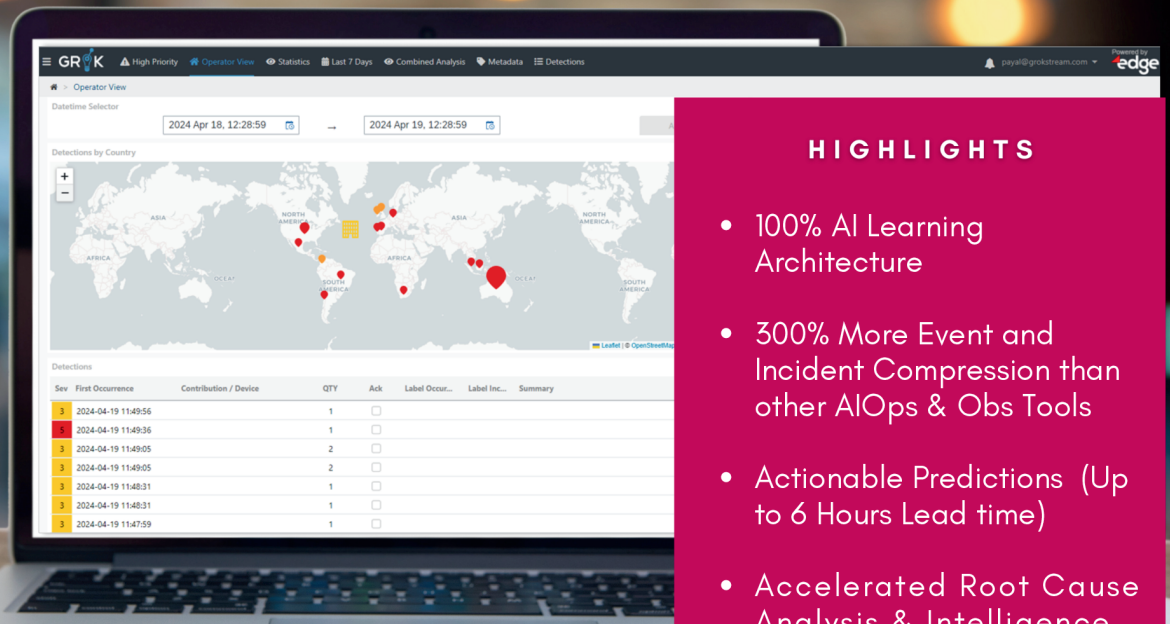 GROK
High Priority
Operator View
Statistics
Last 7 Days
Combined Analysis
Metadata
Detections
payal@grokstream.com
Powered by
edge
> Operator View
Datetime Selector
2024 Apr 18, 12:28:59 → 2024 Apr 19, 12:28:59
Detections by Country
+
−
ASIA
AFRICA
OCEAN
NORTH
AMERICA
SOUTH
AMERICA
AFRICA
ASIA
OCEAN
NORTH
AMERICA
SOUTH
AMERICA
Leaflet | © OpenStreetMap
Detections
Sev First Occurrence Contribution / Device QTY Ack Label Occur... Label Inc... Summary
3 2024-04-19 11:49:56 1
5 2024-04-19 11:49:36 1
3 2024-04-19 11:49:05 2
3 2024-04-19 11:49:05 2
3 2024-04-19 11:48:31 1
3 2024-04-19 11:48:31 1
3 2024-04-19 11:47:59 1
HIGHLIGHTS
• 100% AI Learning
Architecture
• 300% More Event and
Incident Compression than
other AIOps & Obs Tools
• Actionable Predictions (Up
to 6 Hours Lead time)
• Accelerated Root Cause
Analysis & Intelligence